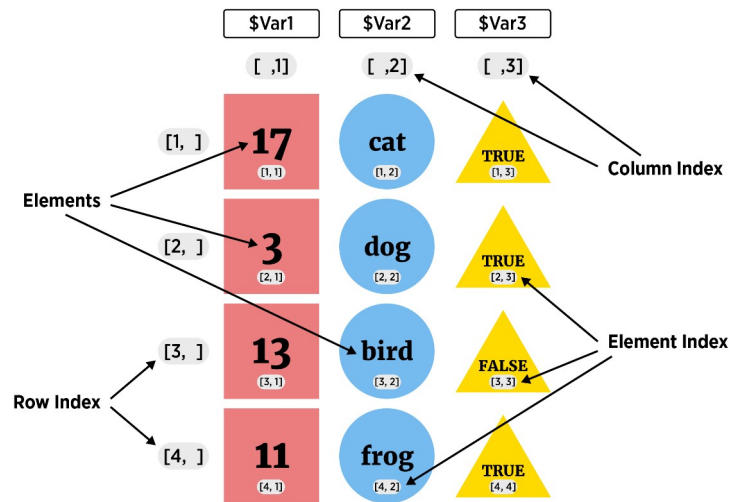 $Var1 $Var2 $Var3
[ ,1] [ ,2] [ ,3]
[1, ] 17 cat TRUE
[1, 1] [1, 2] [1, 3]
Column Index
Elements
[2, ] 3 dog TRUE
[2, 1] [2, 2] [2, 3]
Element Index
[3, ] 13 bird FALSE
[3, 1] [3, 2] [3, 3]
Row Index
[4, ] 11 frog TRUE
[4, 1] [4, 2] [4, 4]